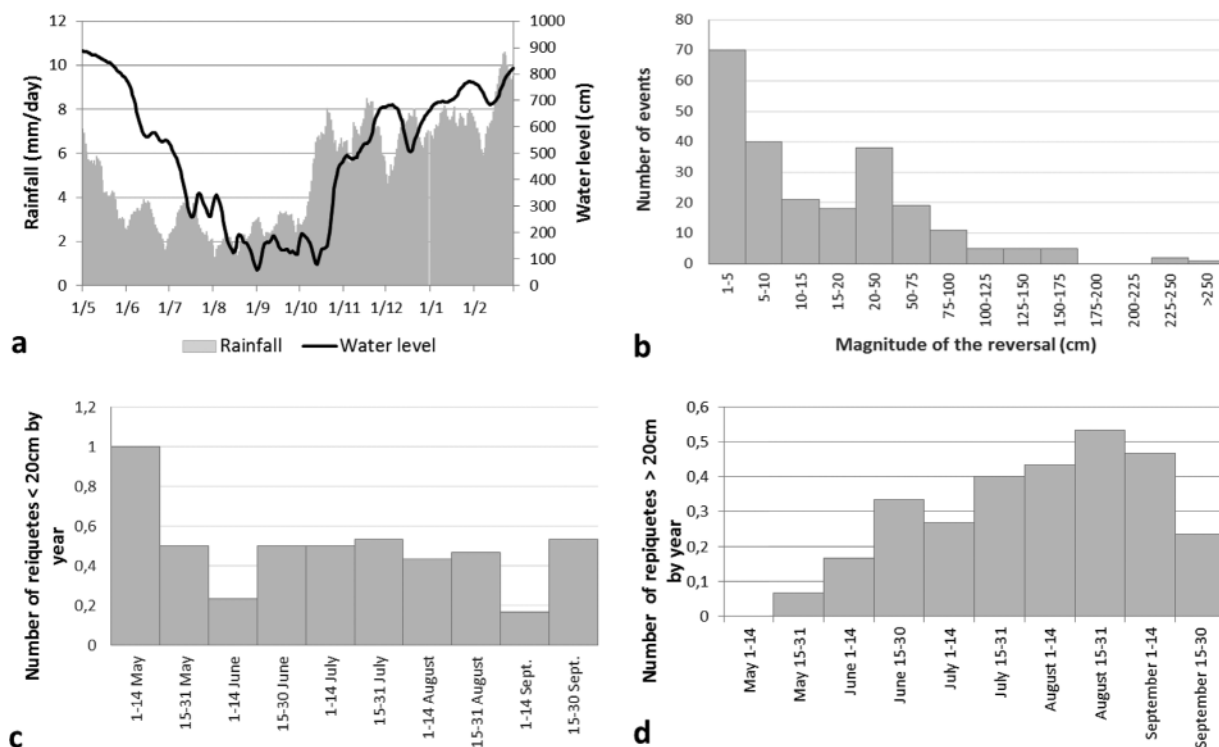 12
10
8
6
4
2
0
Rainfall (mm/day)
1000
900
800
700
600
500
400
300
200
100
0
Water level (cm)
1/5 1/6 1/7 1/8 1/9 1/10 1/11 1/12 1/1 1/2
Rainfall Water level
a
80
70
60
50
40
30
20
10
0
Number of events
1-5
5-10
10-15
15-20
20-50
50-75
75-100
100-125
125-150
150-175
175-200
200-225
225-250
>250
Magnitude of the reversal (cm)
b
1,2
1
0,8
0,6
0,4
0,2
0
Number of reiquetes < 20cm by
year
1-14 May
15-31 May
1-14 June
15-30 June
1-14 July
15-31 July
1-14 August
15-31 August
1-14 Sept.
15-30 Sept.
c
0,6
0,5
0,4
0,3
0,2
0,1
0
Number of repiquetes > 20cm
by year
May 1-14
May 15-31
June 1-14
June 15-30
July 1-14
July 15-31
August 1-14
August 15-31
September 1-14
September 15-30
d